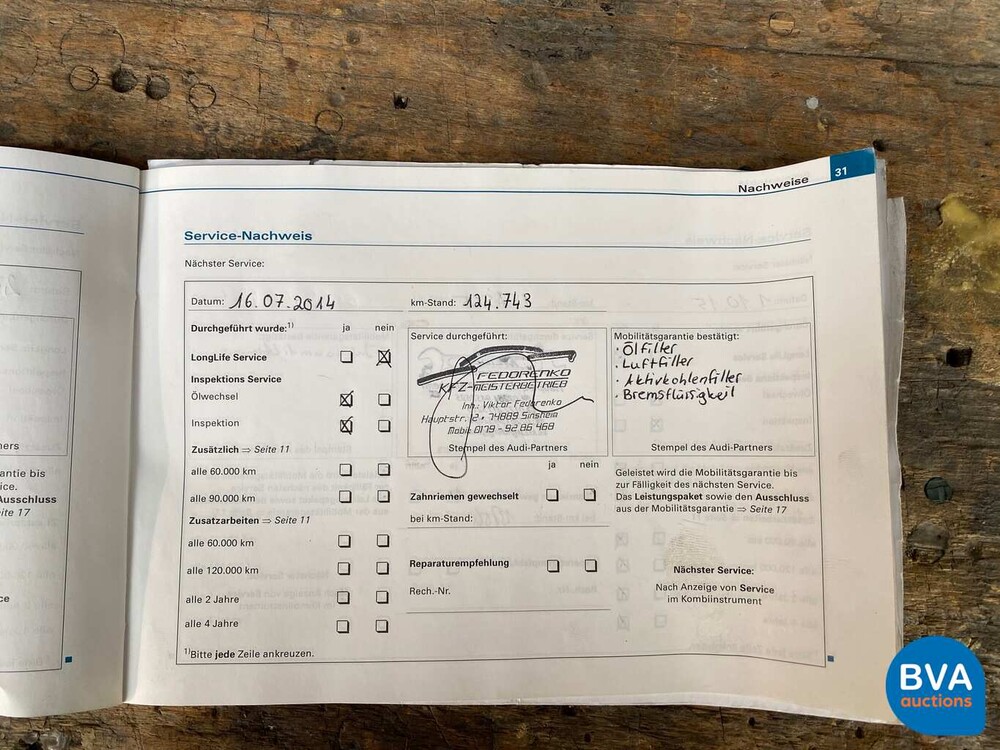 Nachweise 31
Service-Nachweis
Nächster Service:
Datum: 16.07.2014 km-Stand: 124.743
Durchgeführt wurde:1) ja nein
LongLife Service
Inspektions Service
Ölwechsel
Inspektion
Zusätzlich ⇒ Seite 11
alle 60.000 km
alle 90.000 km
Zusatzarbeiten ⇒ Seite 11
alle 60.000 km
alle 120.000 km
alle 2 Jahre
alle 4 Jahre
1)Bitte jede Zeile ankreuzen.
Service durchgeführt:
FEDORENKO
KFZ-MEISTERBETRIEB
Inh.: Viktor Fedorenko
Hauptstr. 2 • 74889 Sinsheim
Mobil: 0179 - 92 86 468
Stempel des Audi-Partners
ja nein
Zahnriemen gewechselt
bei km-Stand:
Reparaturempfehlung
Rech.-Nr.
Mobilitätsgarantie bestätigt:
· Ölfilter
· Luftfilter
· Aktivkohlenfilter
· Bremsflüssigkeit
Stempel des Audi-Partners
Geleistet wird die Mobilitätsgarantie bis
zur Fälligkeit des nächsten Service.
Das Leistungspaket sowie den Ausschluss
aus der Mobilitätsgarantie ⇒ Seite 17
Nächster Service:
Nach Anzeige von Service
im Kombiinstrument
antie bis
ice.
Ausschluss
eite 17
BVA
auctions